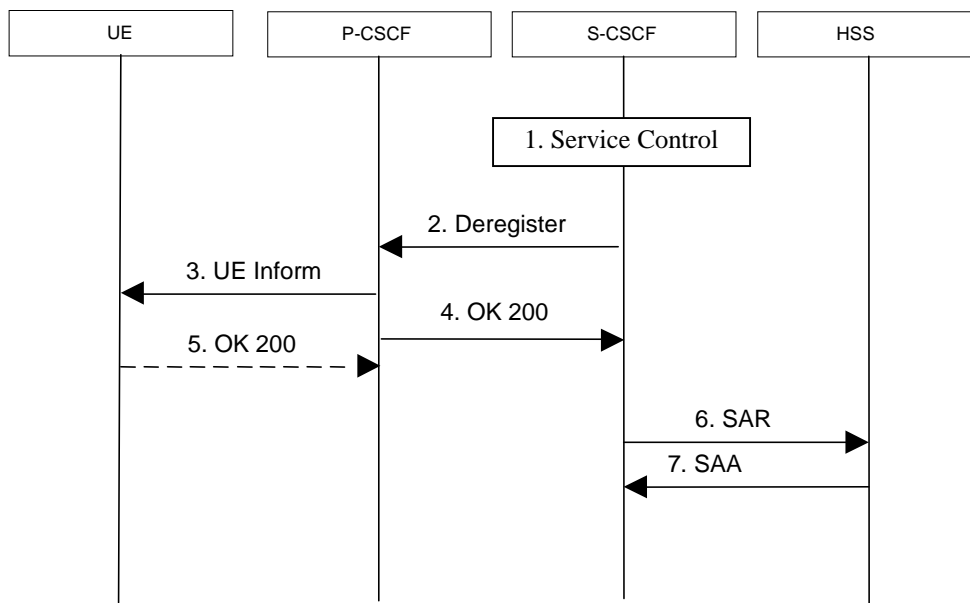 UE
P-CSCF
S-CSCF
HSS
1. Service Control
2. Deregister
3. UE Inform
4. OK 200
5. OK 200
6. SAR
7. SAA